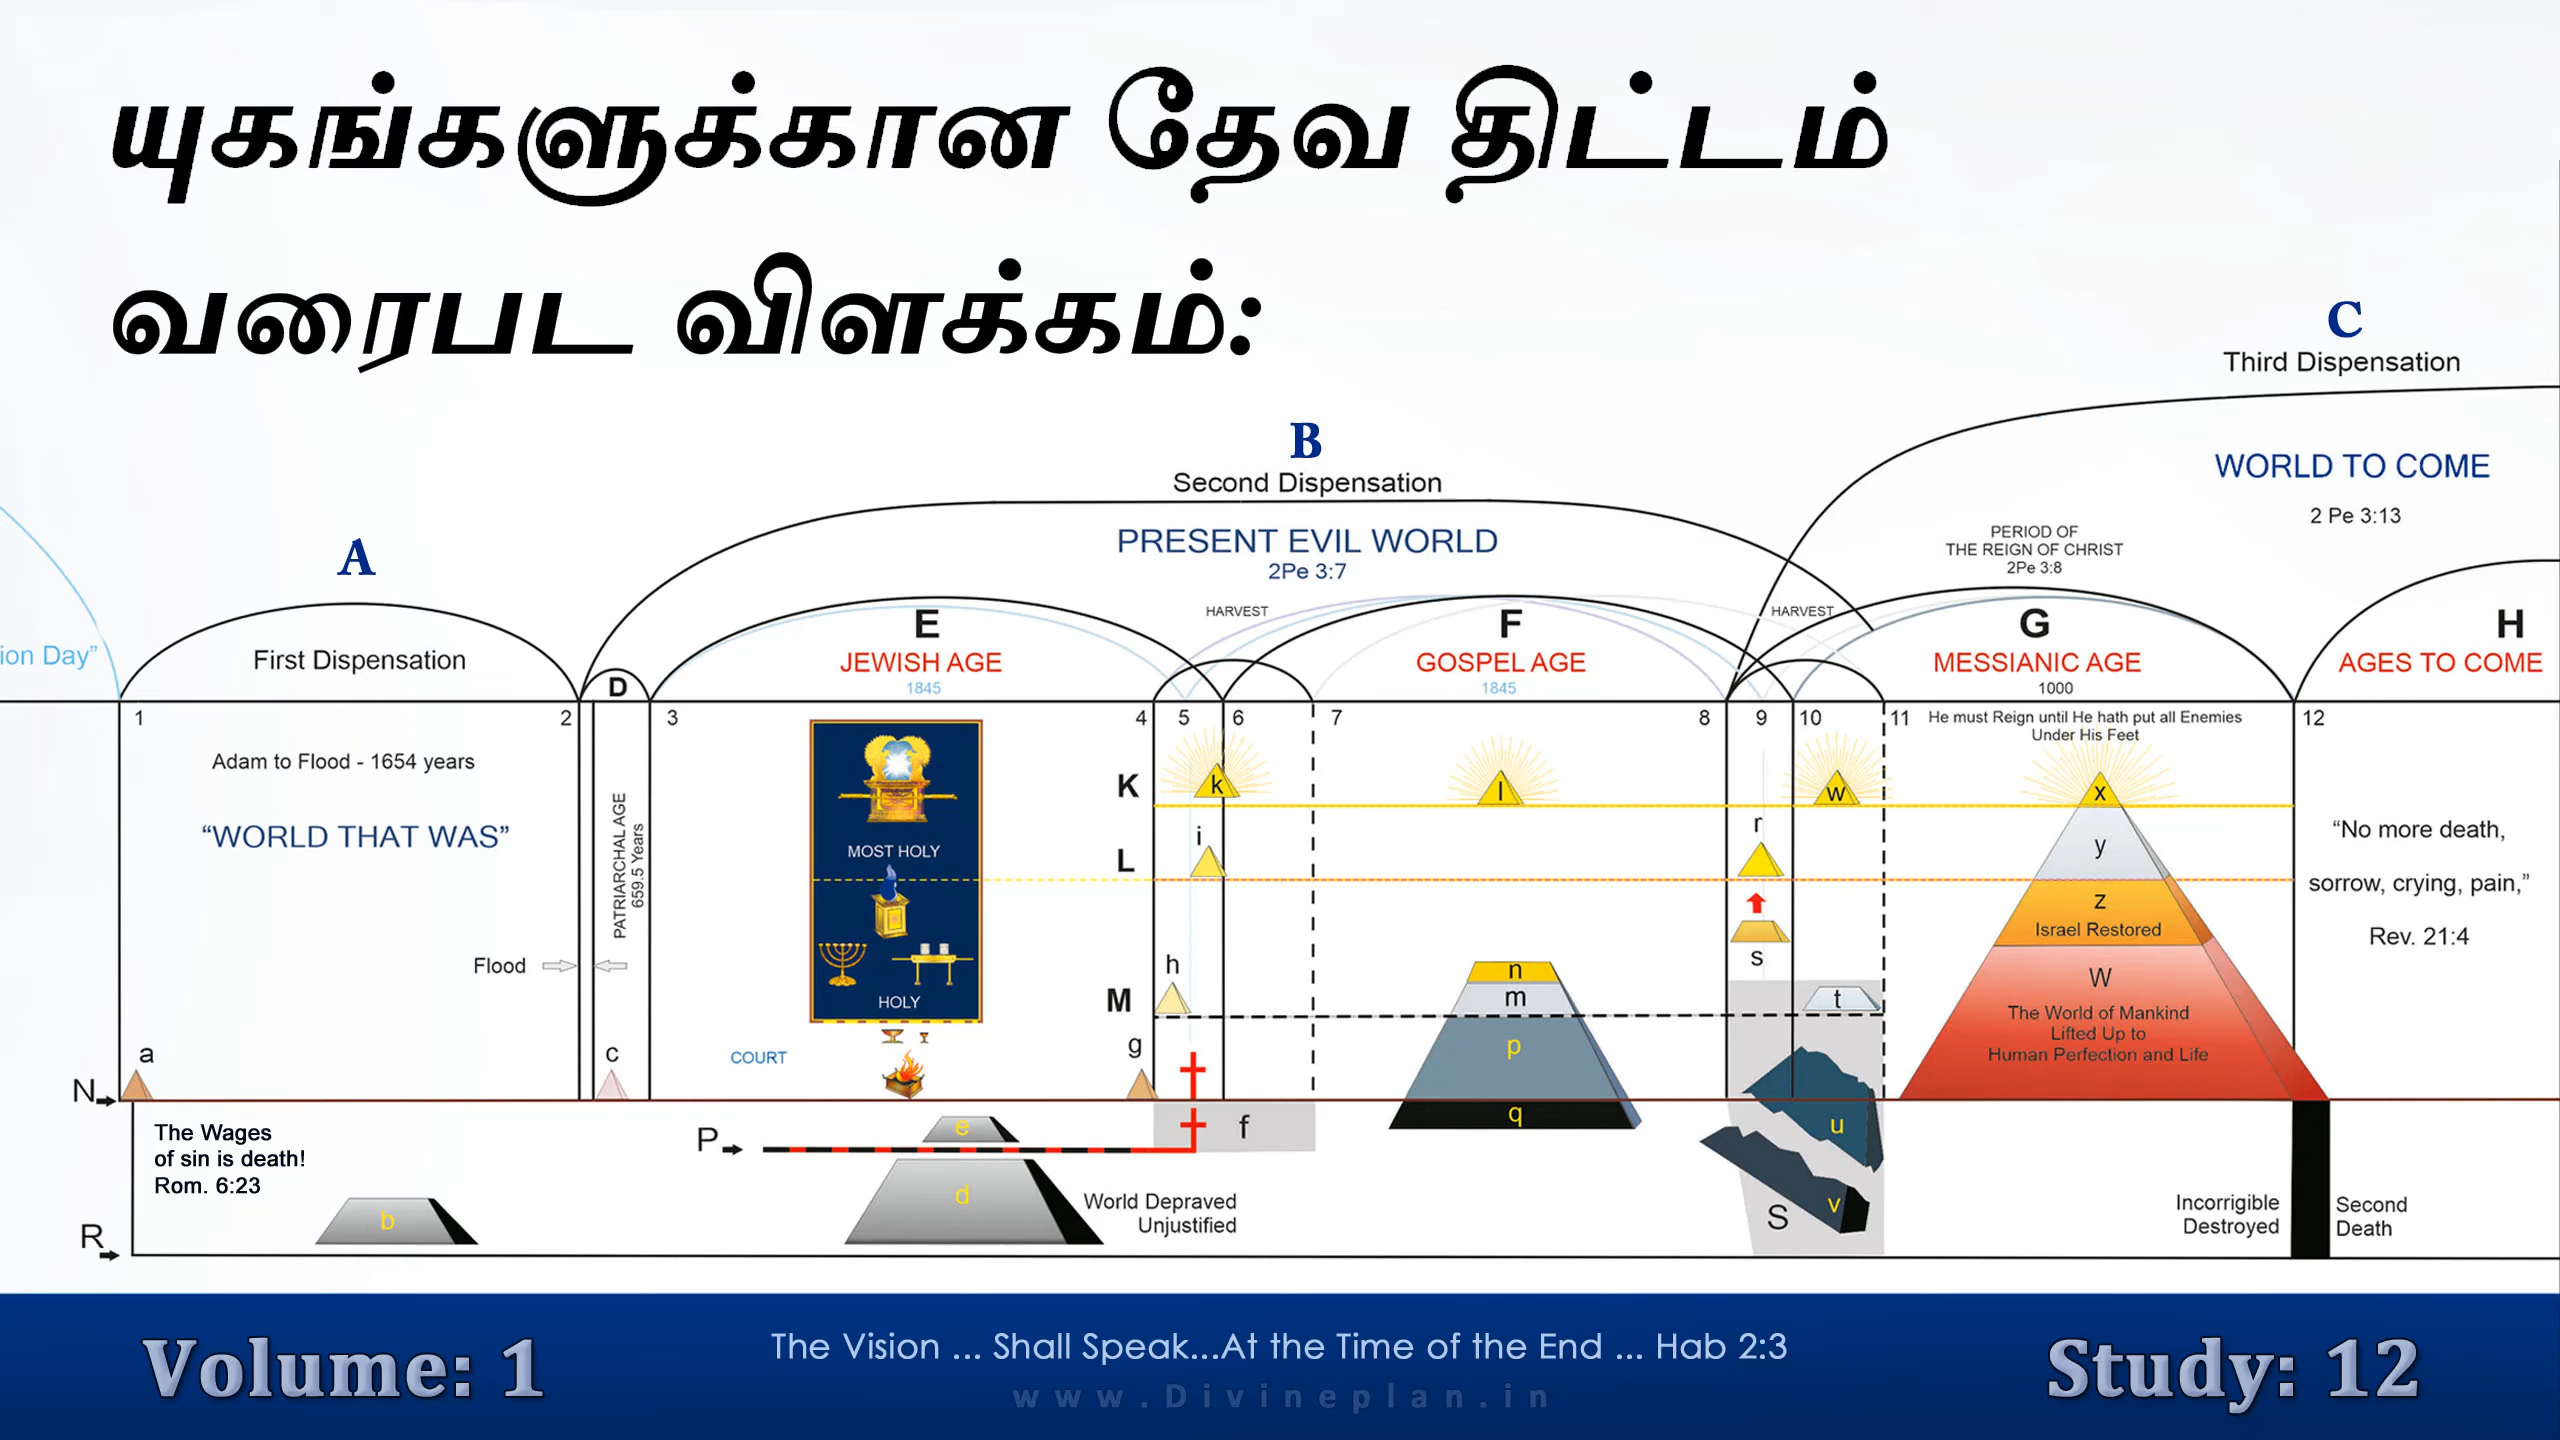 யுகங்களுக்கான தேவ திட்டம்
வரைபட விளக்கம்:
C
Third Dispensation
B
Second Dispensation
WORLD TO COME
2 Pe 3:13
PRESENT EVIL WORLD
2Pe 3:7
PERIOD OF
THE REIGN OF CHRIST
2Pe 3:8
A
HARVEST
HARVEST
ion Day”
First Dispensation
D
E
JEWISH AGE
1845
F
GOSPEL AGE
1845
G
MESSIANIC AGE
1000
H
AGES TO COME
1 2 3 4 5 6 7 8 9 10 11 12
He must Reign until He hath put all Enemies
Under His Feet
Adam to Flood - 1654 years
“WORLD THAT WAS”
PATRIARCHAL AGE
659.5 Years
Flood
MOST HOLY
HOLY
COURT
K
k
l
w
x
L
i
r
y
s
z
Israel Restored
M
h
n
m
t
W
The World of Mankind
Lifted Up to
Human Perfection and Life
“No more death,
sorrow, crying, pain,”
Rev. 21:4
N
a
c
g
p
q
The Wages
of sin is death!
Rom. 6:23
P
e
f
u
R
b
d
World Depraved
Unjustified
S
v
Incorrigible
Destroyed
Second
Death
Volume: 1
The Vision ... Shall Speak...At the Time of the End ... Hab 2:3
www.Divineplan.in
Study: 12